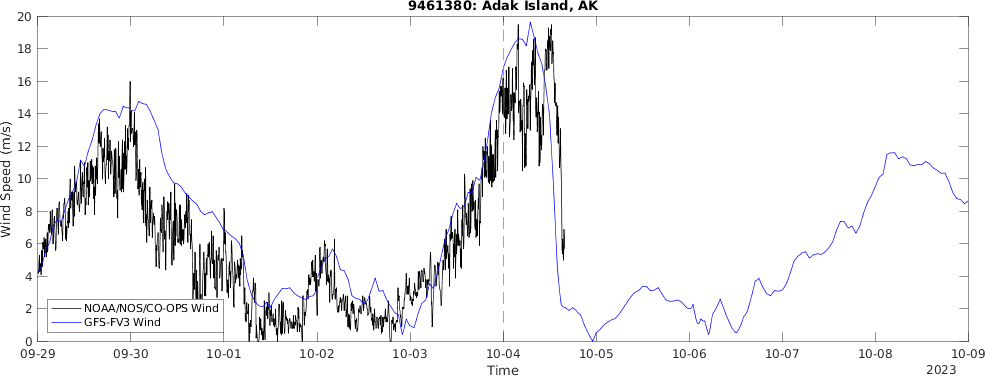 9461380: Adak Island, AK
Wind Speed (m/s)
20
18
16
14
12
10
8
6
4
2
0
NOAA/NOS/CO-OPS Wind
GFS-FV3 Wind
09-29 09-30 10-01 10-02 10-03 10-04 10-05 10-06 10-07 10-08 10-09
Time
2023